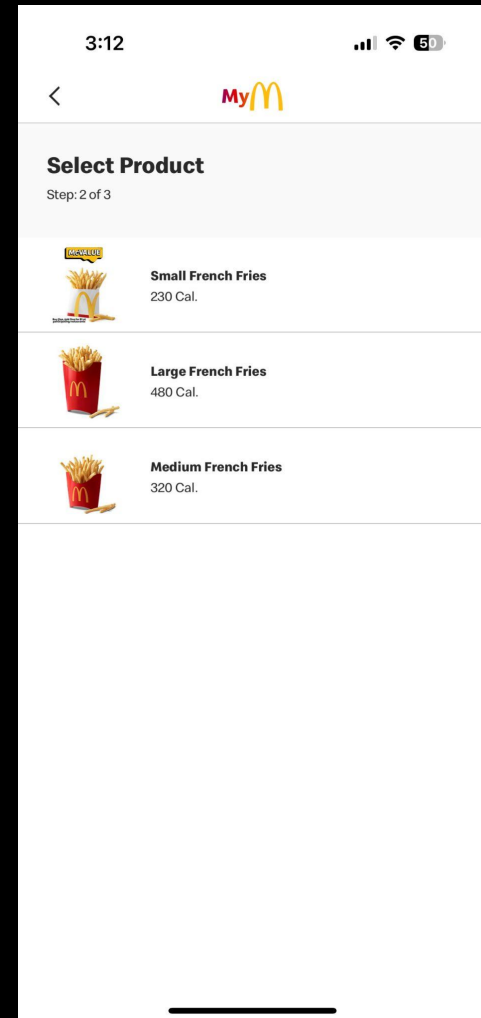 3:12
50
My
Select Product
Step: 2 of 3
McVALUE
Small French Fries
230 Cal.
Large French Fries
480 Cal.
Medium French Fries
320 Cal.